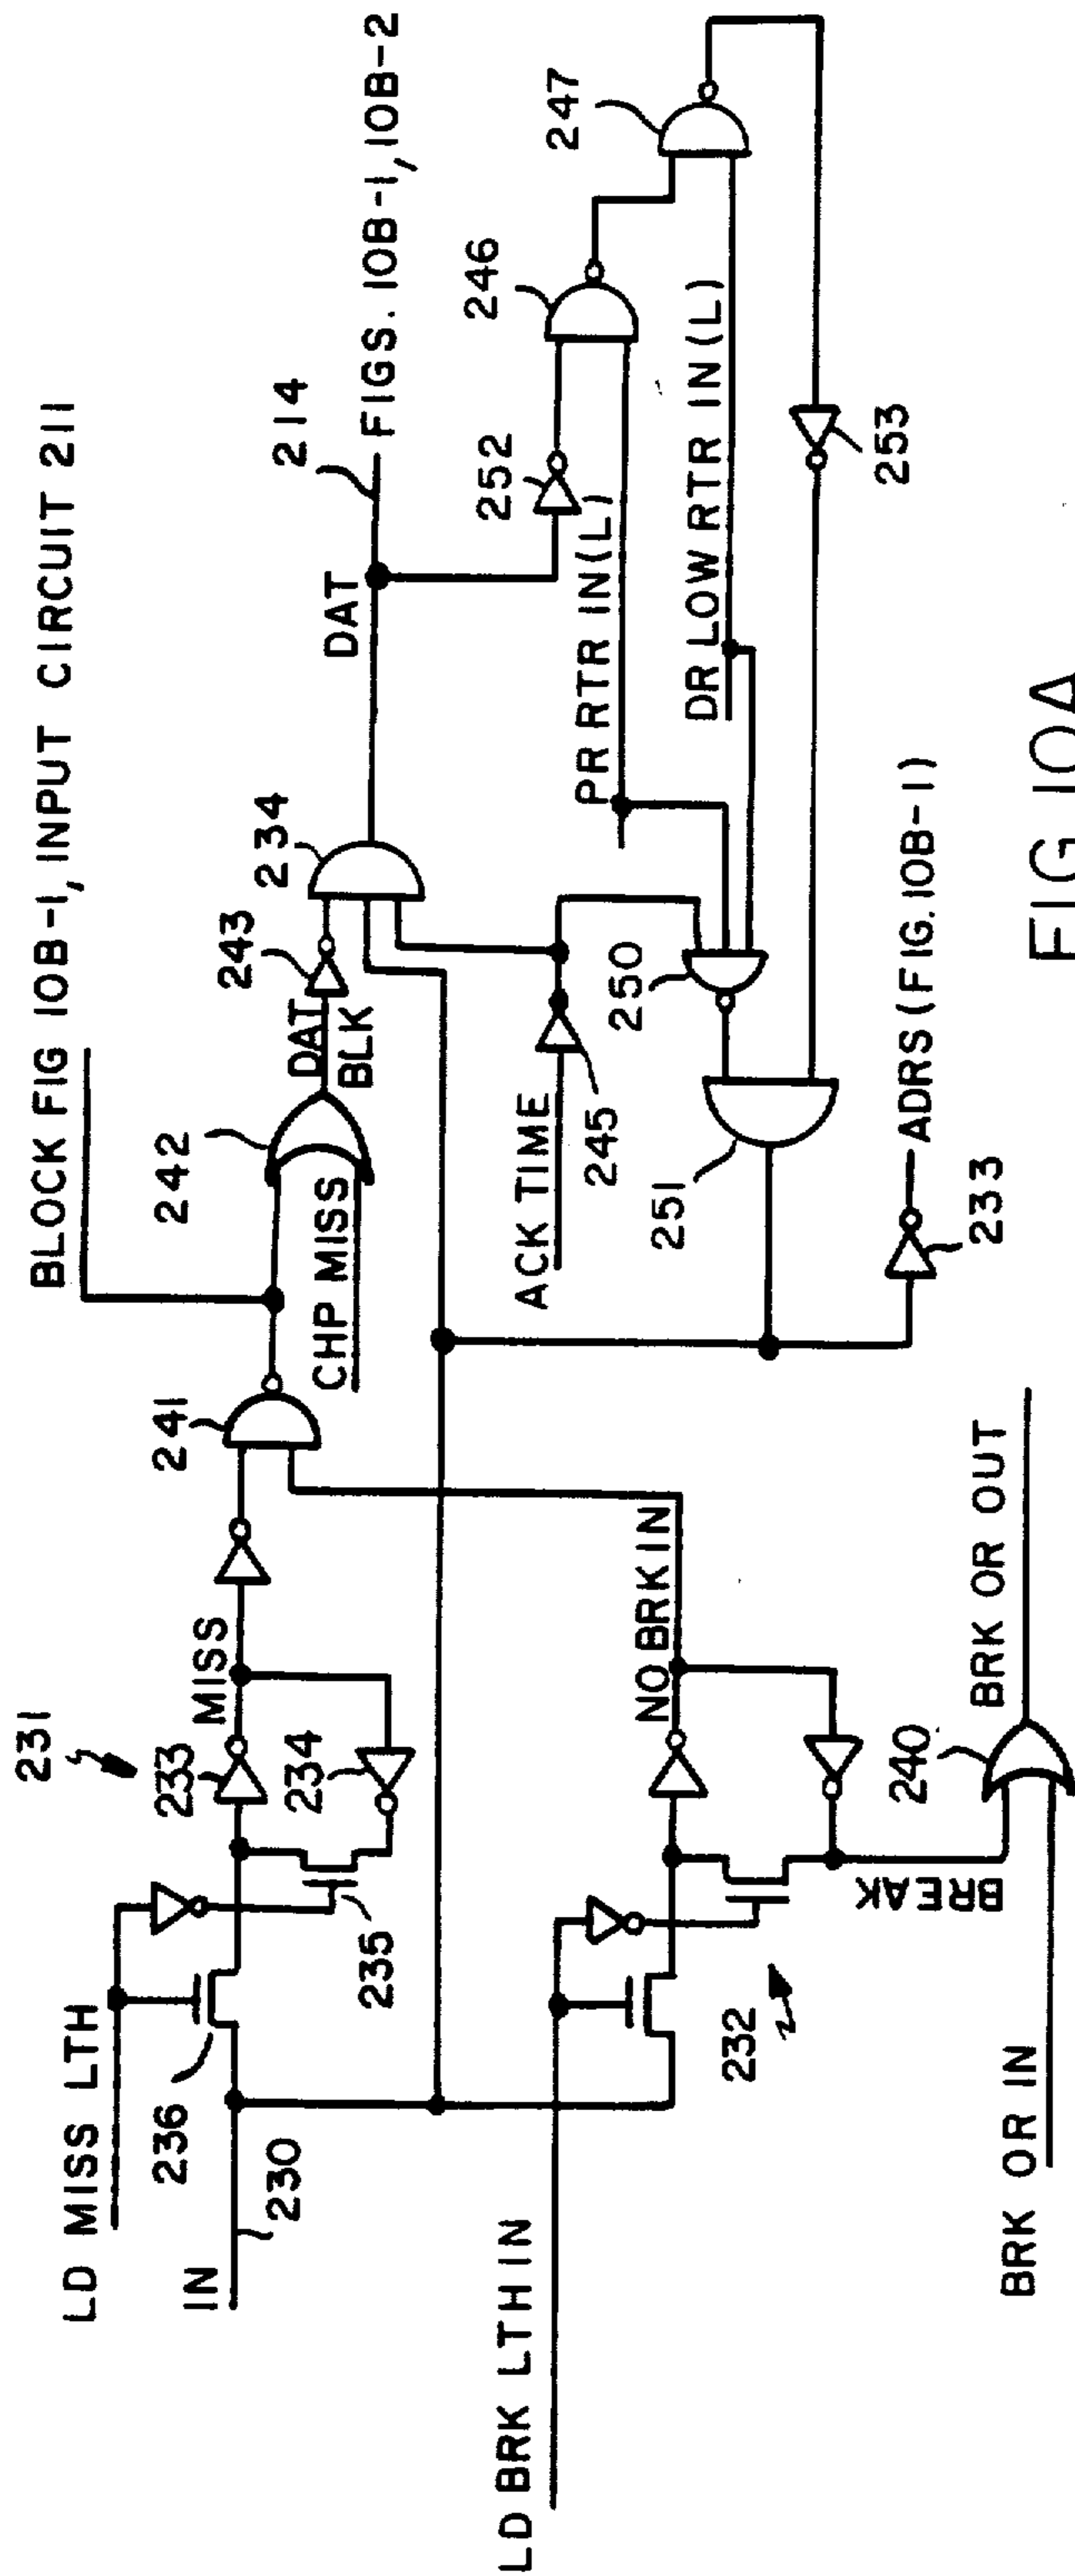 BLOCK FIG 10B-1, INPUT CIRCUIT 211
231
LD MISS LTH
236
IN
230
235
233
MISS
234
241
242
CHP MISS
DAT
BLK
243
234
DAT
214
FIGS. 10B-1, 10B-2
252
246
247
PR RTR IN (L)
DR LOW RTR IN (L)
253
ACK TIME
245
250
251
233
ADRS (FIG. 10B-1)
LD BRK LTH IN
232
NO BRK IN
BREAK
240
BRK OR IN
BRK OR OUT
FIG 10A